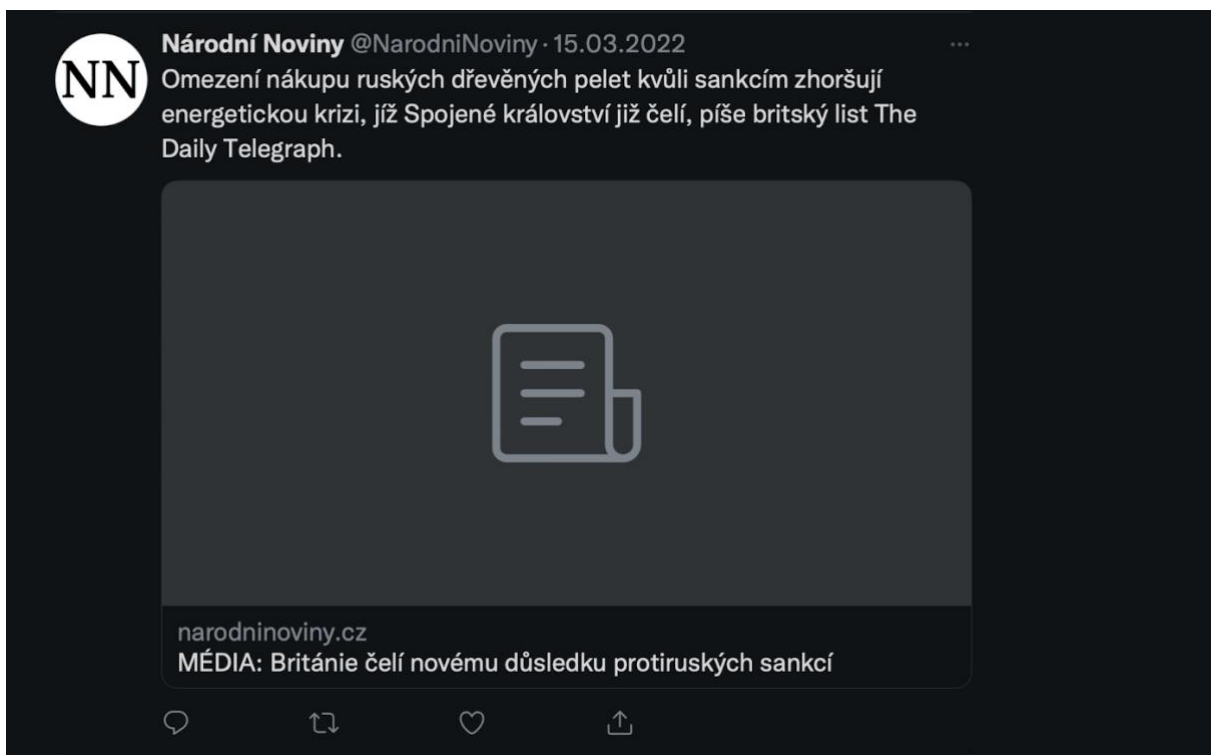 NN
Národní Noviny @NarodniNoviny · 15.03.2022
Omezení nákupu ruských dřevěných pelet kvůli sankcím zhoršují
energetickou krizi, jíž Spojené království již čelí, píše britský list The
Daily Telegraph.
narodninoviny.cz
MÉDIA: Británie čelí novému důsledku protiruských sankcí